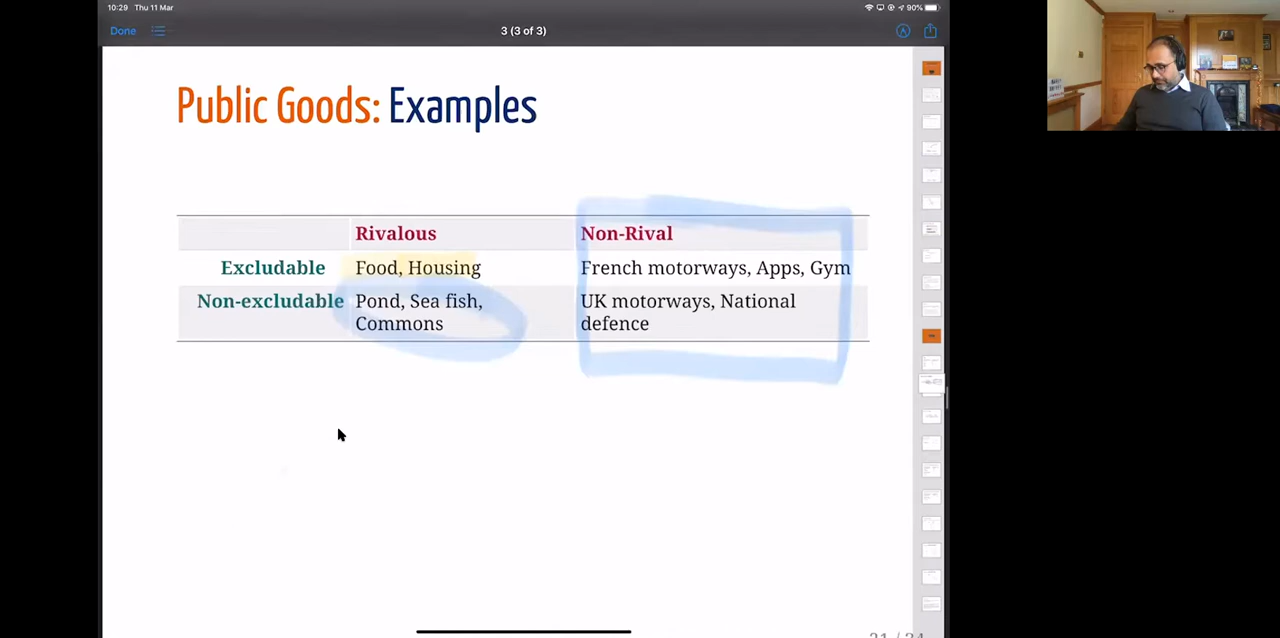 10:29 Thu 11 Mar
90%
Done
3 (3 of 3)
Public Goods: Examples
Rivalous Non-Rival
Excludable Food, Housing French motorways, Apps, Gym
Non-excludable Pond, Sea fish, UK motorways, National
Commons defence